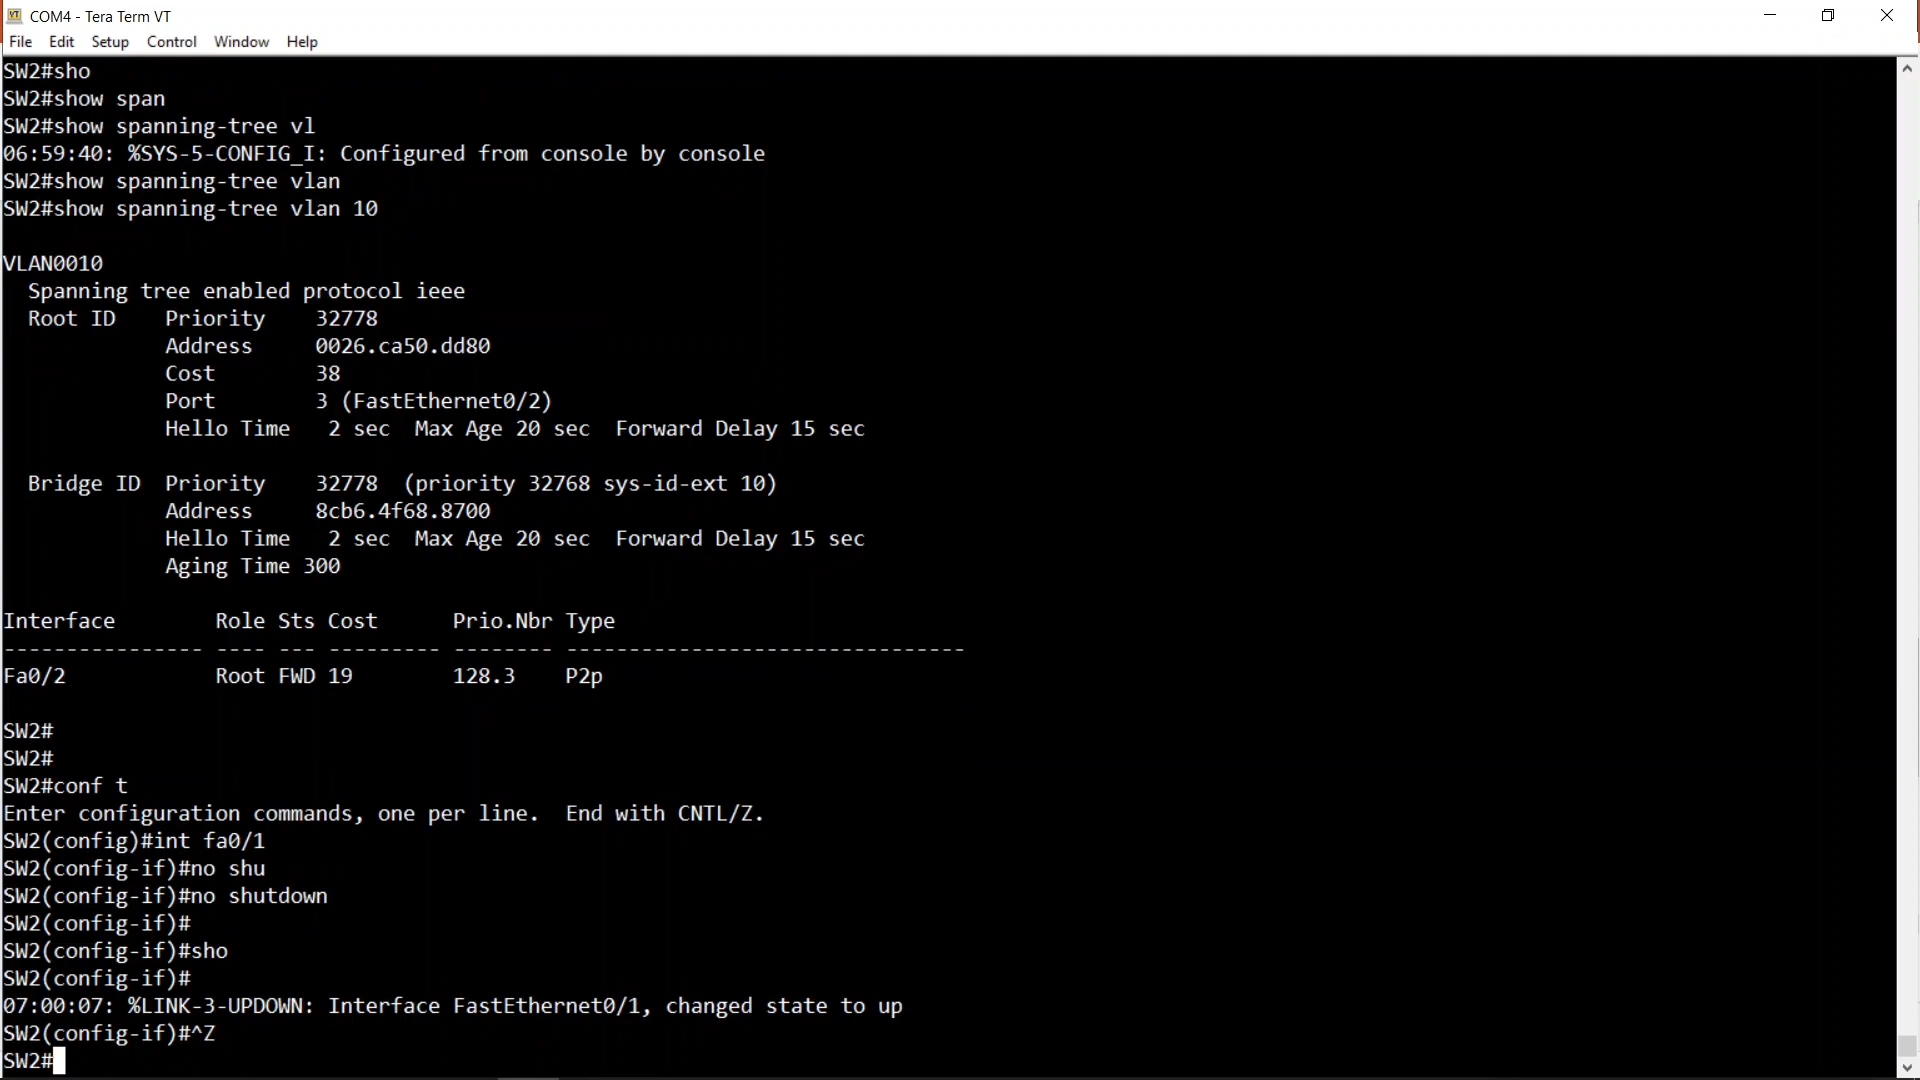 COM4 - Tera Term VT
File Edit Setup Control Window Help
SW2#sho
SW2#show span
SW2#show spanning-tree vl
06:59:40: %SYS-5-CONFIG_I: Configured from console by console
SW2#show spanning-tree vlan
SW2#show spanning-tree vlan 10
VLAN0010
  Spanning tree enabled protocol ieee
  Root ID    Priority    32778
             Address     0026.ca50.dd80
             Cost        38
             Port        3 (FastEthernet0/2)
             Hello Time   2 sec  Max Age 20 sec  Forward Delay 15 sec
  Bridge ID  Priority    32778  (priority 32768 sys-id-ext 10)
             Address     8cb6.4f68.8700
             Hello Time   2 sec  Max Age 20 sec  Forward Delay 15 sec
             Aging Time 300
Interface        Role Sts Cost      Prio.Nbr Type
---------------- ---- --- --------- -------- --------------------------------
Fa0/2            Root FWD 19        128.3    P2p
SW2#
SW2#
SW2#conf t
Enter configuration commands, one per line.  End with CNTL/Z.
SW2(config)#int fa0/1
SW2(config-if)#no shu
SW2(config-if)#no shutdown
SW2(config-if)#
SW2(config-if)#sho
SW2(config-if)#
07:00:07: %LINK-3-UPDOWN: Interface FastEthernet0/1, changed state to up
SW2(config-if)#^Z
SW2#